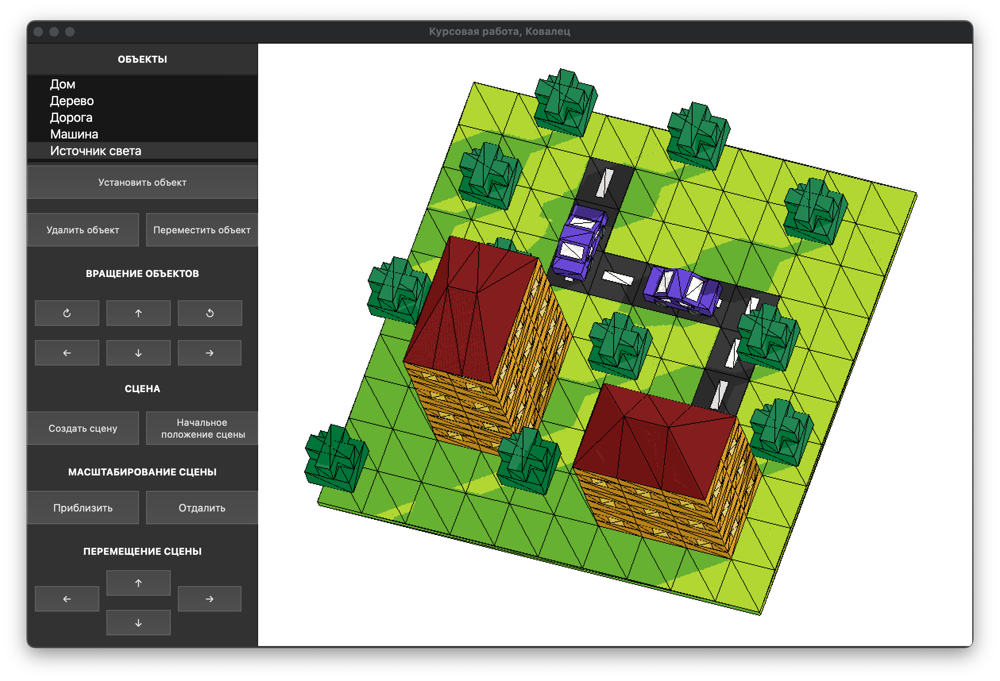 Курсовая работа, Ковалец
ОБЪЕКТЫ
Дом
Дерево
Дорога
Машина
Источник света
Установить объект
Удалить объект
Переместить объект
ВРАЩЕНИЕ ОБЪЕКТОВ
↻ ↑ ↺
← ↓ →
СЦЕНА
Создать сцену
Начальное
положение сцены
МАСШТАБИРОВАНИЕ СЦЕНЫ
Приблизить
Отдалить
ПЕРЕМЕЩЕНИЕ СЦЕНЫ
↑
← →
↓